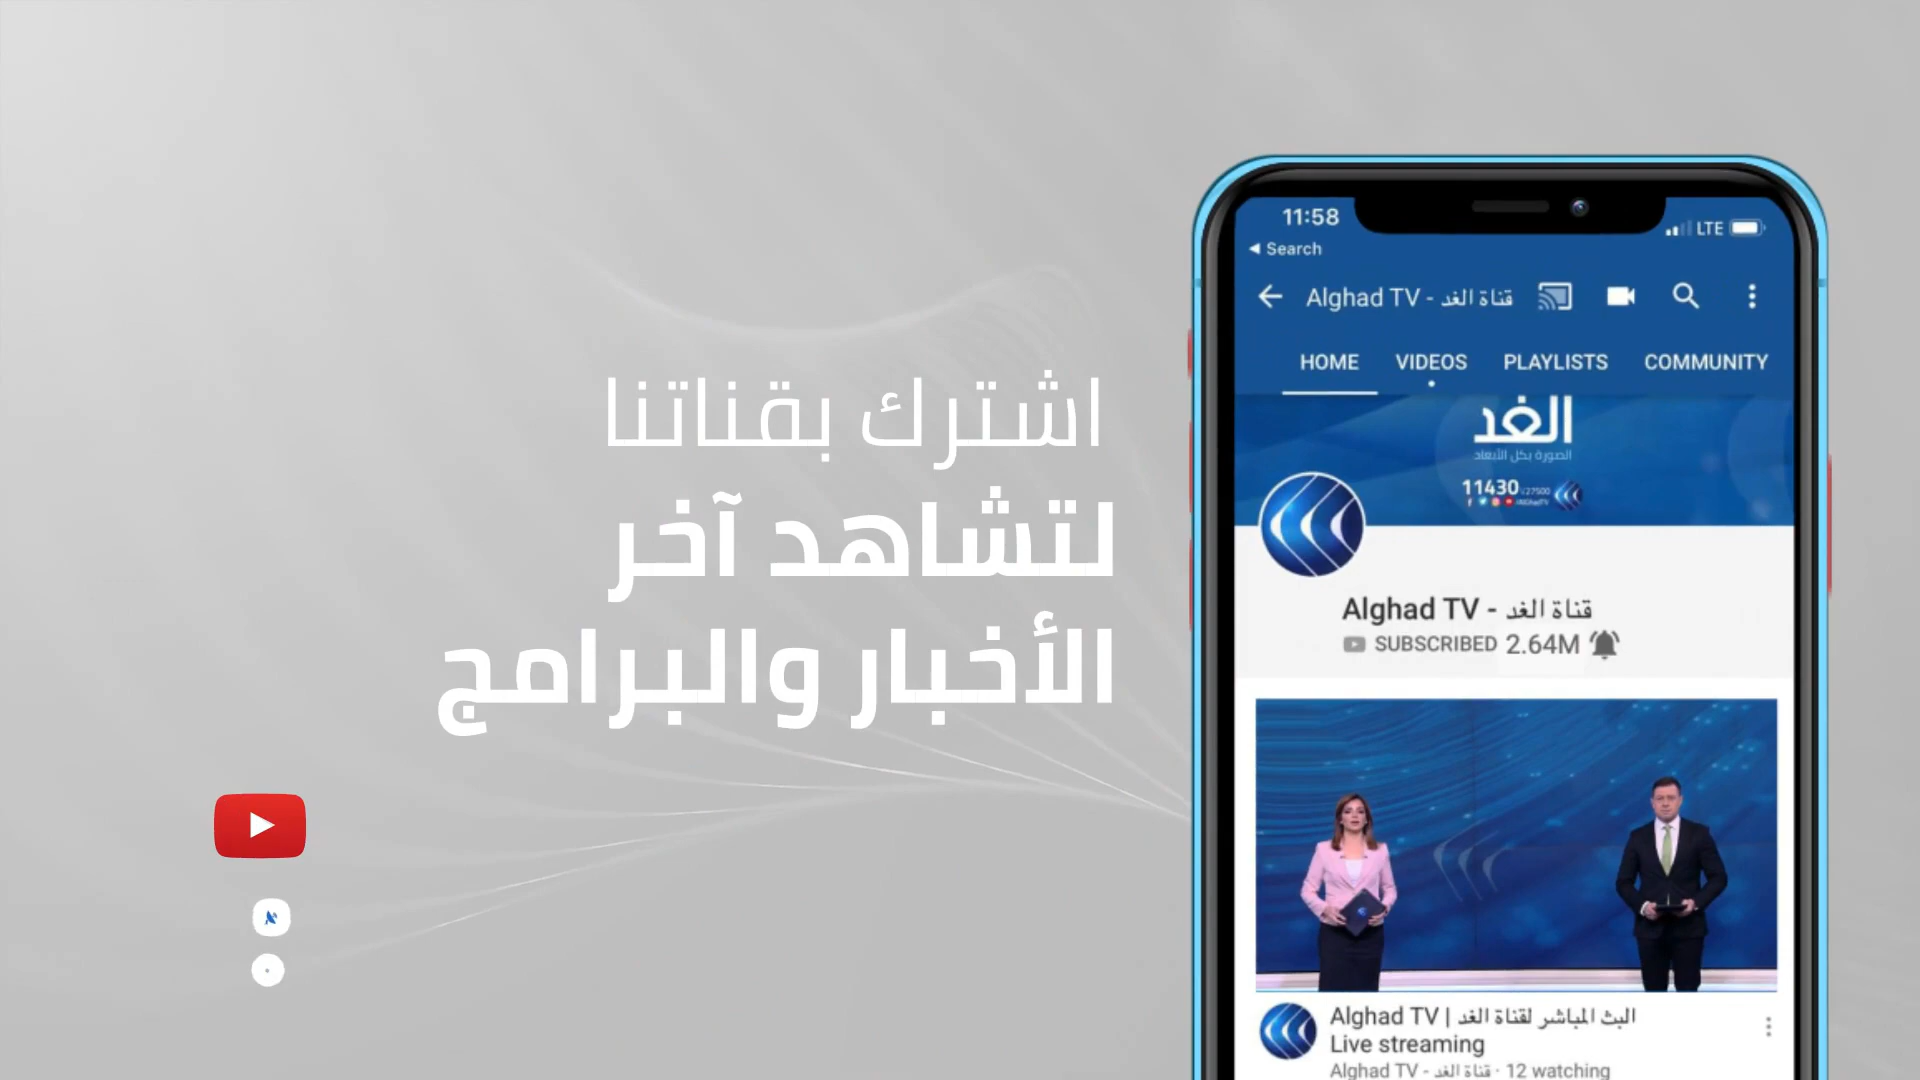 اشترك بقناتنا
لتشاهد آخر
الأخبار والبرامج
11:58
LTE
Search
Alghad TV - قناة الغد
HOME VIDEOS PLAYLISTS COMMUNITY
الغد
الصورة بكل الأبعاد
11430 27500
Alghad TV - قناة الغد
SUBSCRIBED 2.64M
Alghad TV | البث المباشر لقناة الغد
Live streaming
Alghad TV - قناة الغد · 12 watching